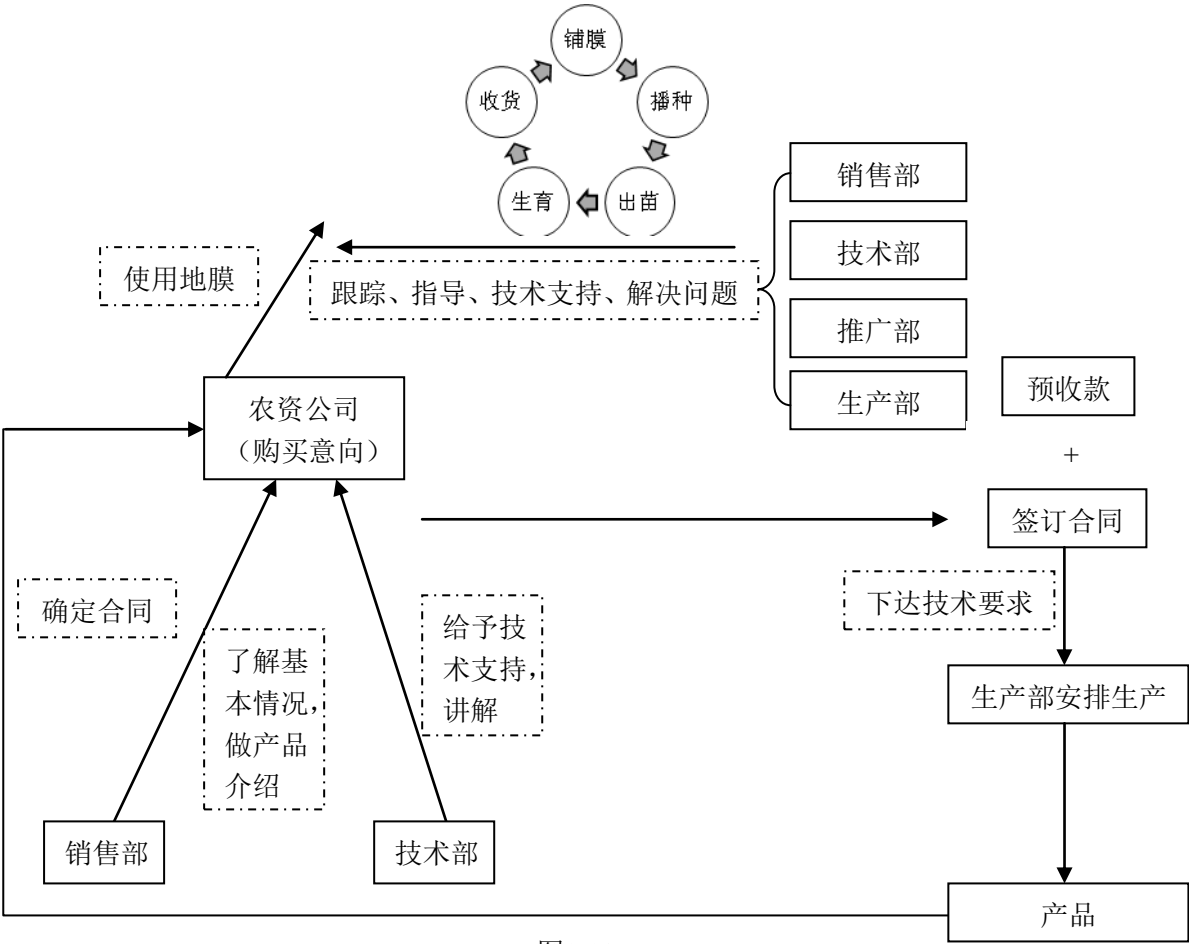 铺膜
收货
播种
生育
出苗
销售部
技术部
推广部
生产部
使用地膜
跟踪、指导、技术支持、解决问题
农资公司
（购买意向）
预收款
+
签订合同
确定合同
了解基
本情况，
做产品
介绍
给予技
术支持，
讲解
下达技术要求
生产部安排生产
销售部
技术部
产品